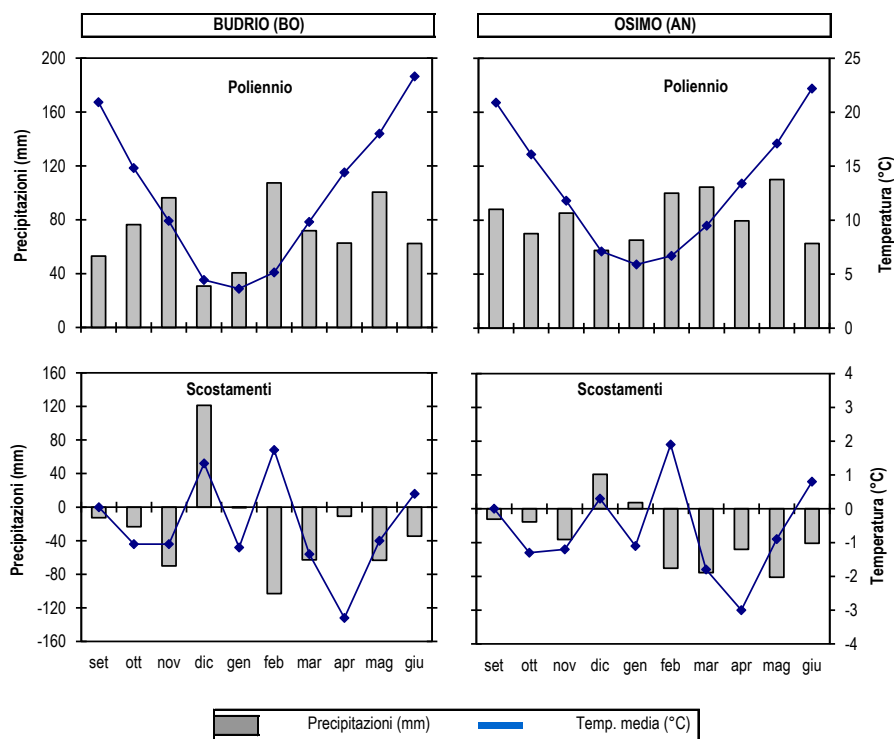 BUDRIO (BO)
OSIMO (AN)
Poliennio
Poliennio
Precipitazioni (mm)
200
160
120
80
40
0
25
20
15
10
5
0
Temperatura (°C)
Scostamenti
Scostamenti
Precipitazioni (mm)
160
120
80
40
0
-40
-80
-120
-160
4
3
2
1
0
-1
-2
-3
-4
Temperatura (°C)
set ott nov dic gen feb mar apr mag giu
set ott nov dic gen feb mar apr mag giu
Precipitazioni (mm)
Temp. media (°C)